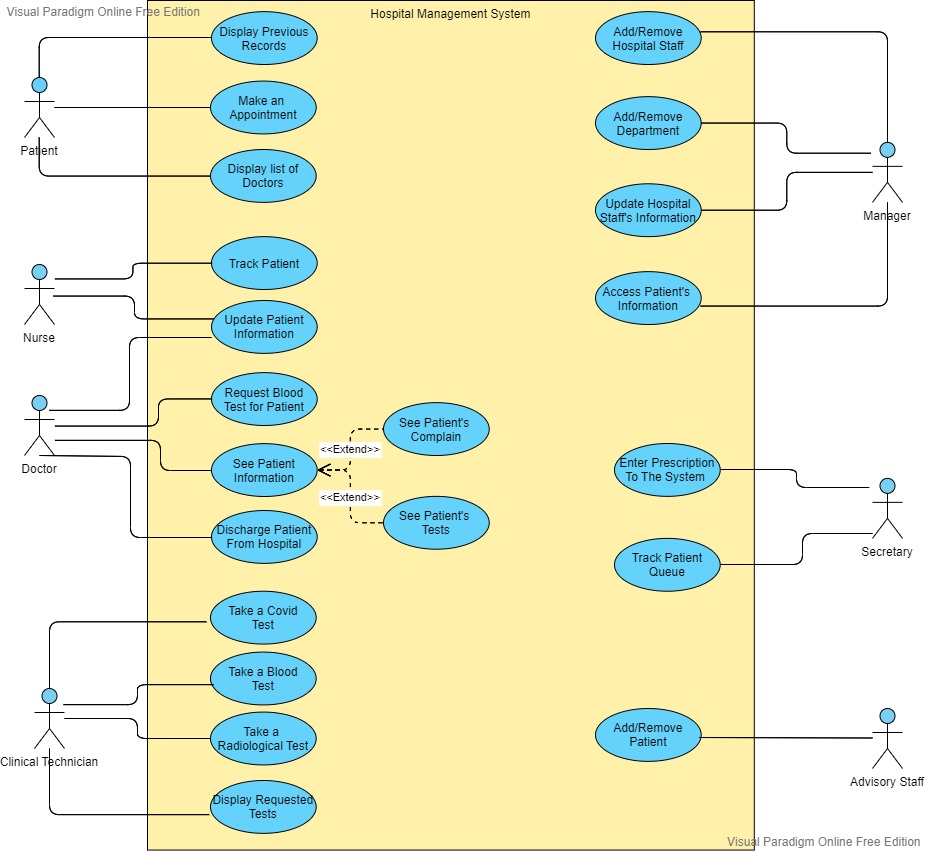 Visual Paradigm Online Free Edition
Hospital Management System
Display Previous
Records
Make an
Appointment
Display list of
Doctors
Patient
Add/Remove
Hospital Staff
Add/Remove
Department
Update Hospital
Staff's Information
Access Patient's
Information
Manager
Track Patient
Update Patient
Information
Nurse
Request Blood
Test for Patient
See Patient
Information
Discharge Patient
From Hospital
Doctor
<<Extend>>
<<Extend>>
See Patient's
Complain
See Patient's
Tests
Enter Prescription
To The System
Track Patient
Queue
Secretary
Take a Covid
Test
Take a Blood
Test
Take a
Radiological Test
Display Requested
Tests
Clinical Technician
Add/Remove
Patient
Advisory Staff
Visual Paradigm Online Free Edition